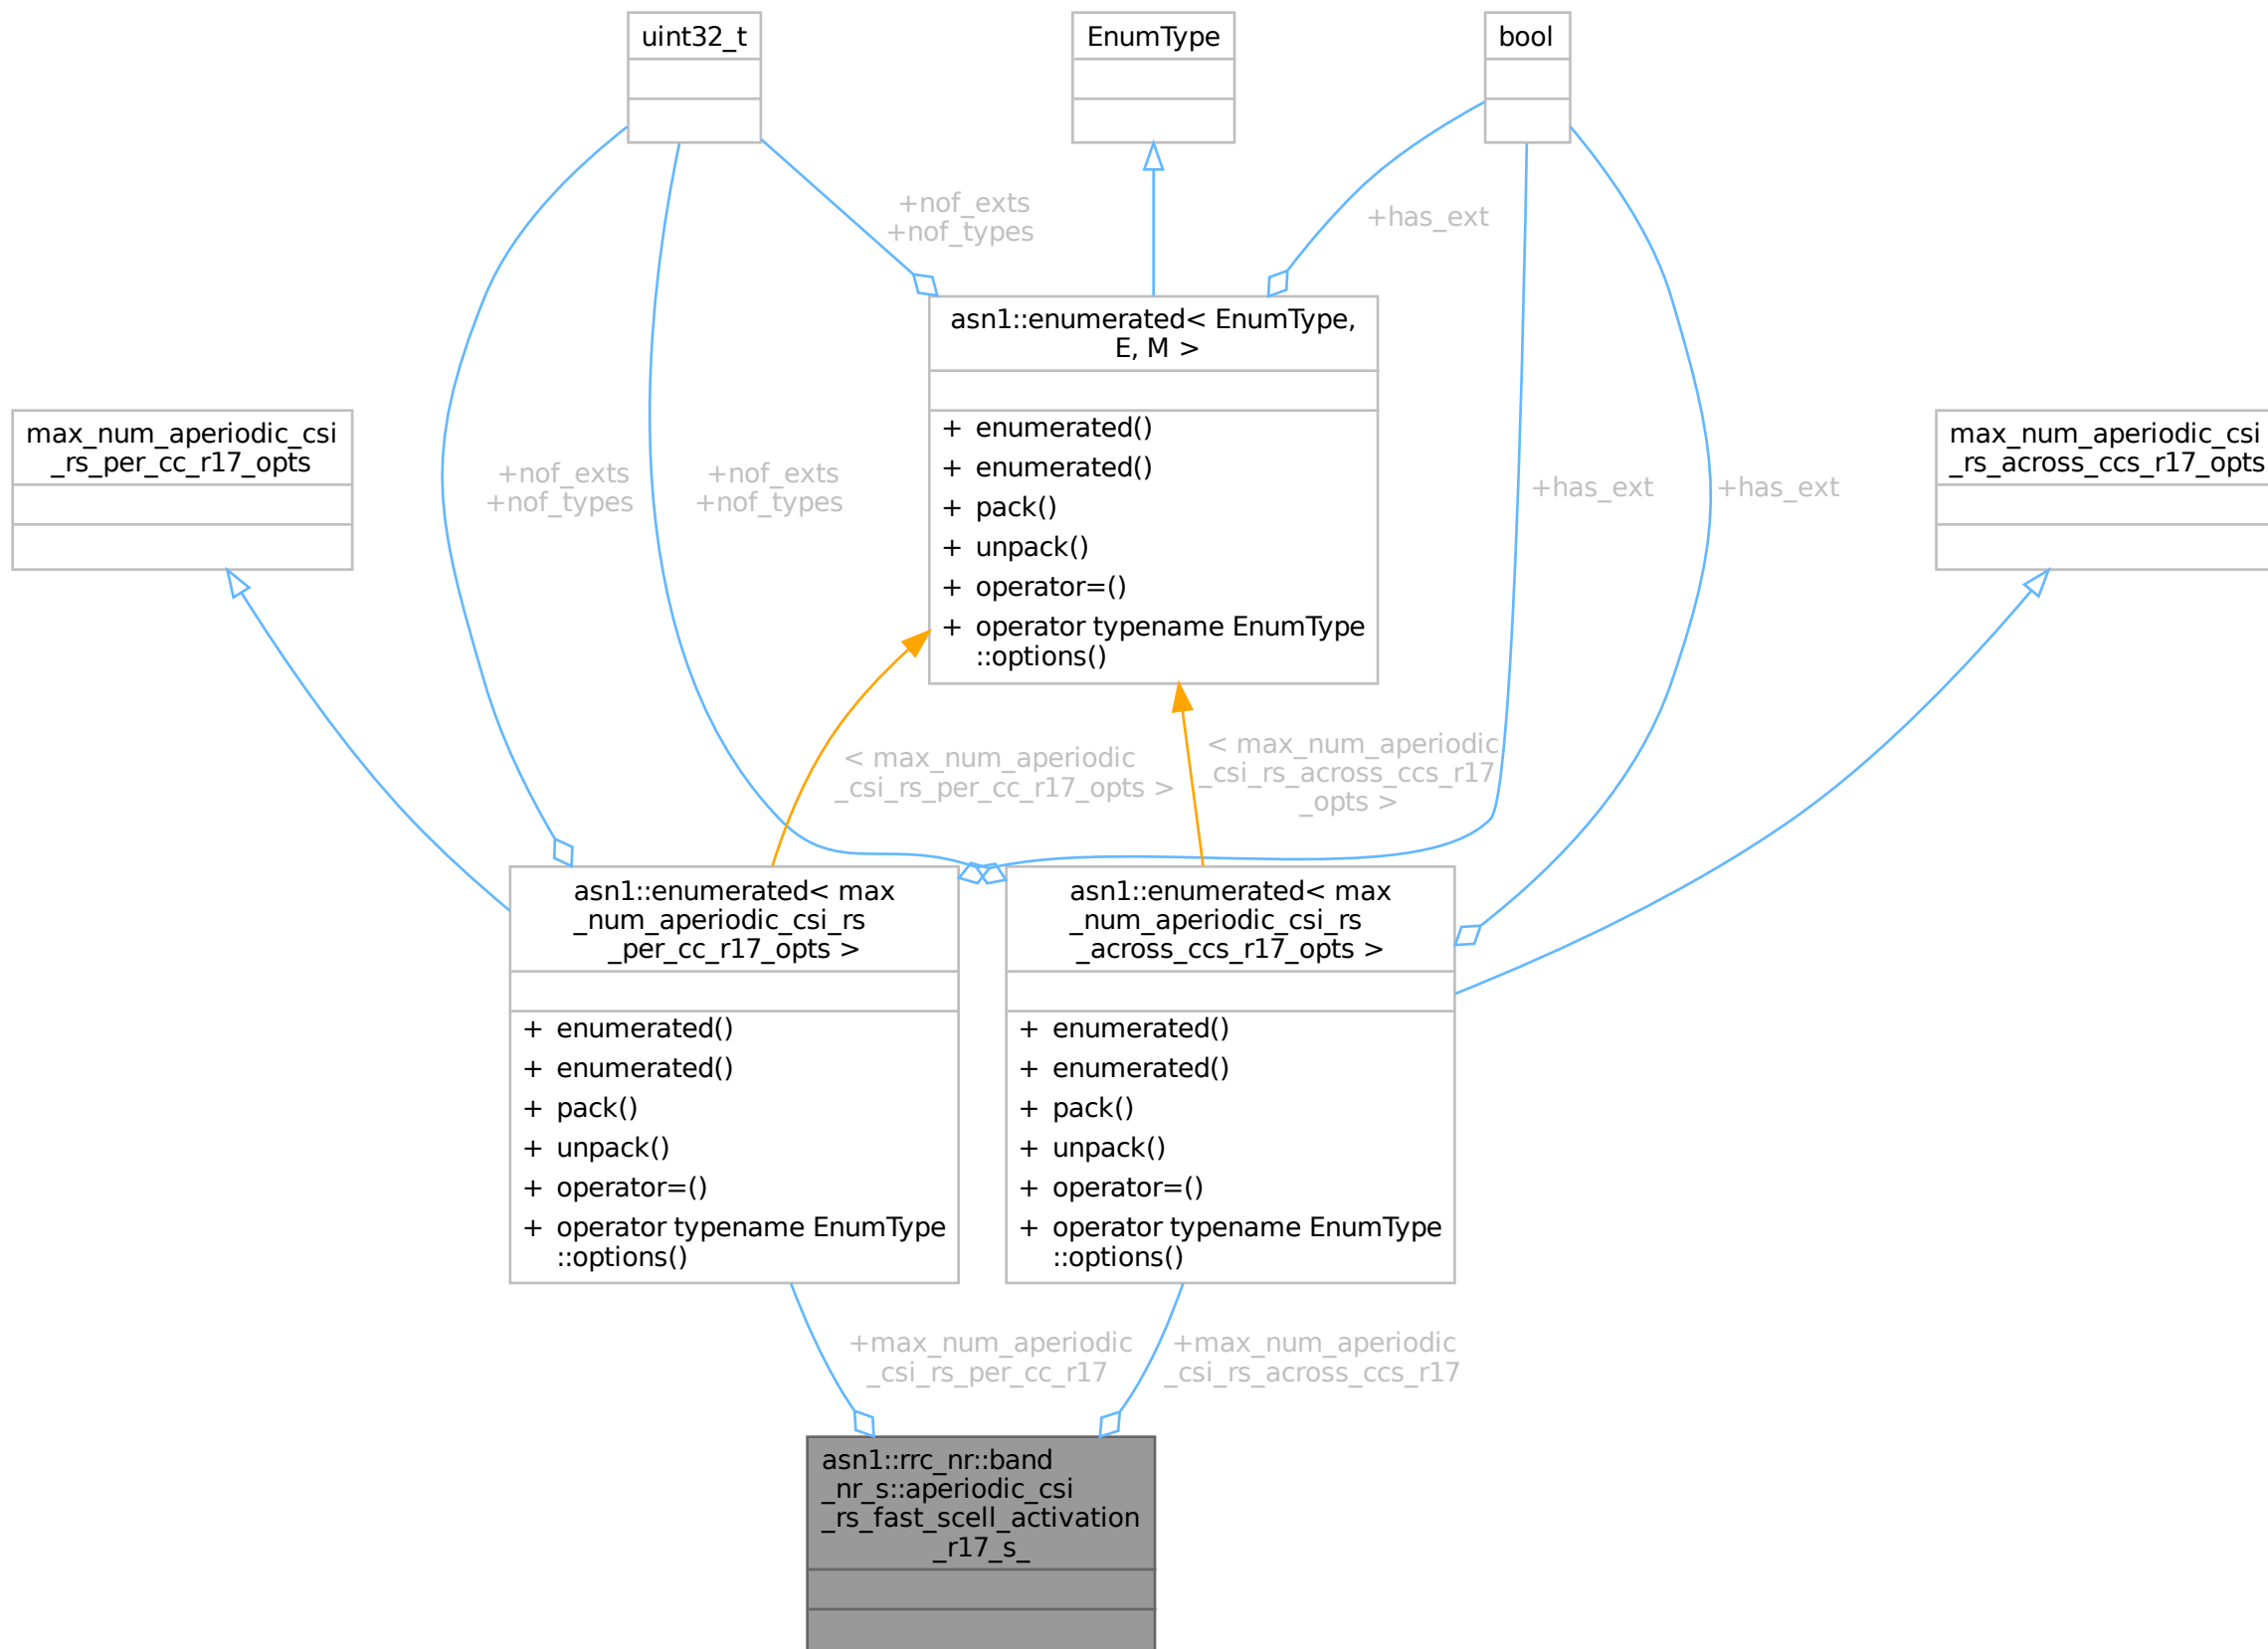 uint32_t
EnumType
bool
+nof_exts
+nof_types
+has_ext
asn1::enumerated< EnumType,
E, M >
+ enumerated()
+ enumerated()
+ pack()
+ unpack()
+ operator=()
+ operator typename EnumType
::options()
max_num_aperiodic_csi
_rs_per_cc_r17_opts
+nof_exts
+nof_types
+nof_exts
+nof_types
+has_ext
+has_ext
max_num_aperiodic_csi
_rs_across_ccs_r17_opts
< max_num_aperiodic
_csi_rs_per_cc_r17_opts >
< max_num_aperiodic
_csi_rs_across_ccs_r17
_opts >
asn1::enumerated< max
_num_aperiodic_csi_rs
_per_cc_r17_opts >
+ enumerated()
+ enumerated()
+ pack()
+ unpack()
+ operator=()
+ operator typename EnumType
::options()
asn1::enumerated< max
_num_aperiodic_csi_rs
_across_ccs_r17_opts >
+ enumerated()
+ enumerated()
+ pack()
+ unpack()
+ operator=()
+ operator typename EnumType
::options()
+max_num_aperiodic
_csi_rs_per_cc_r17
+max_num_aperiodic
_csi_rs_across_ccs_r17
asn1::rrc_nr::band
_nr_s::aperiodic_csi
_rs_fast_scell_activation
_r17_s_